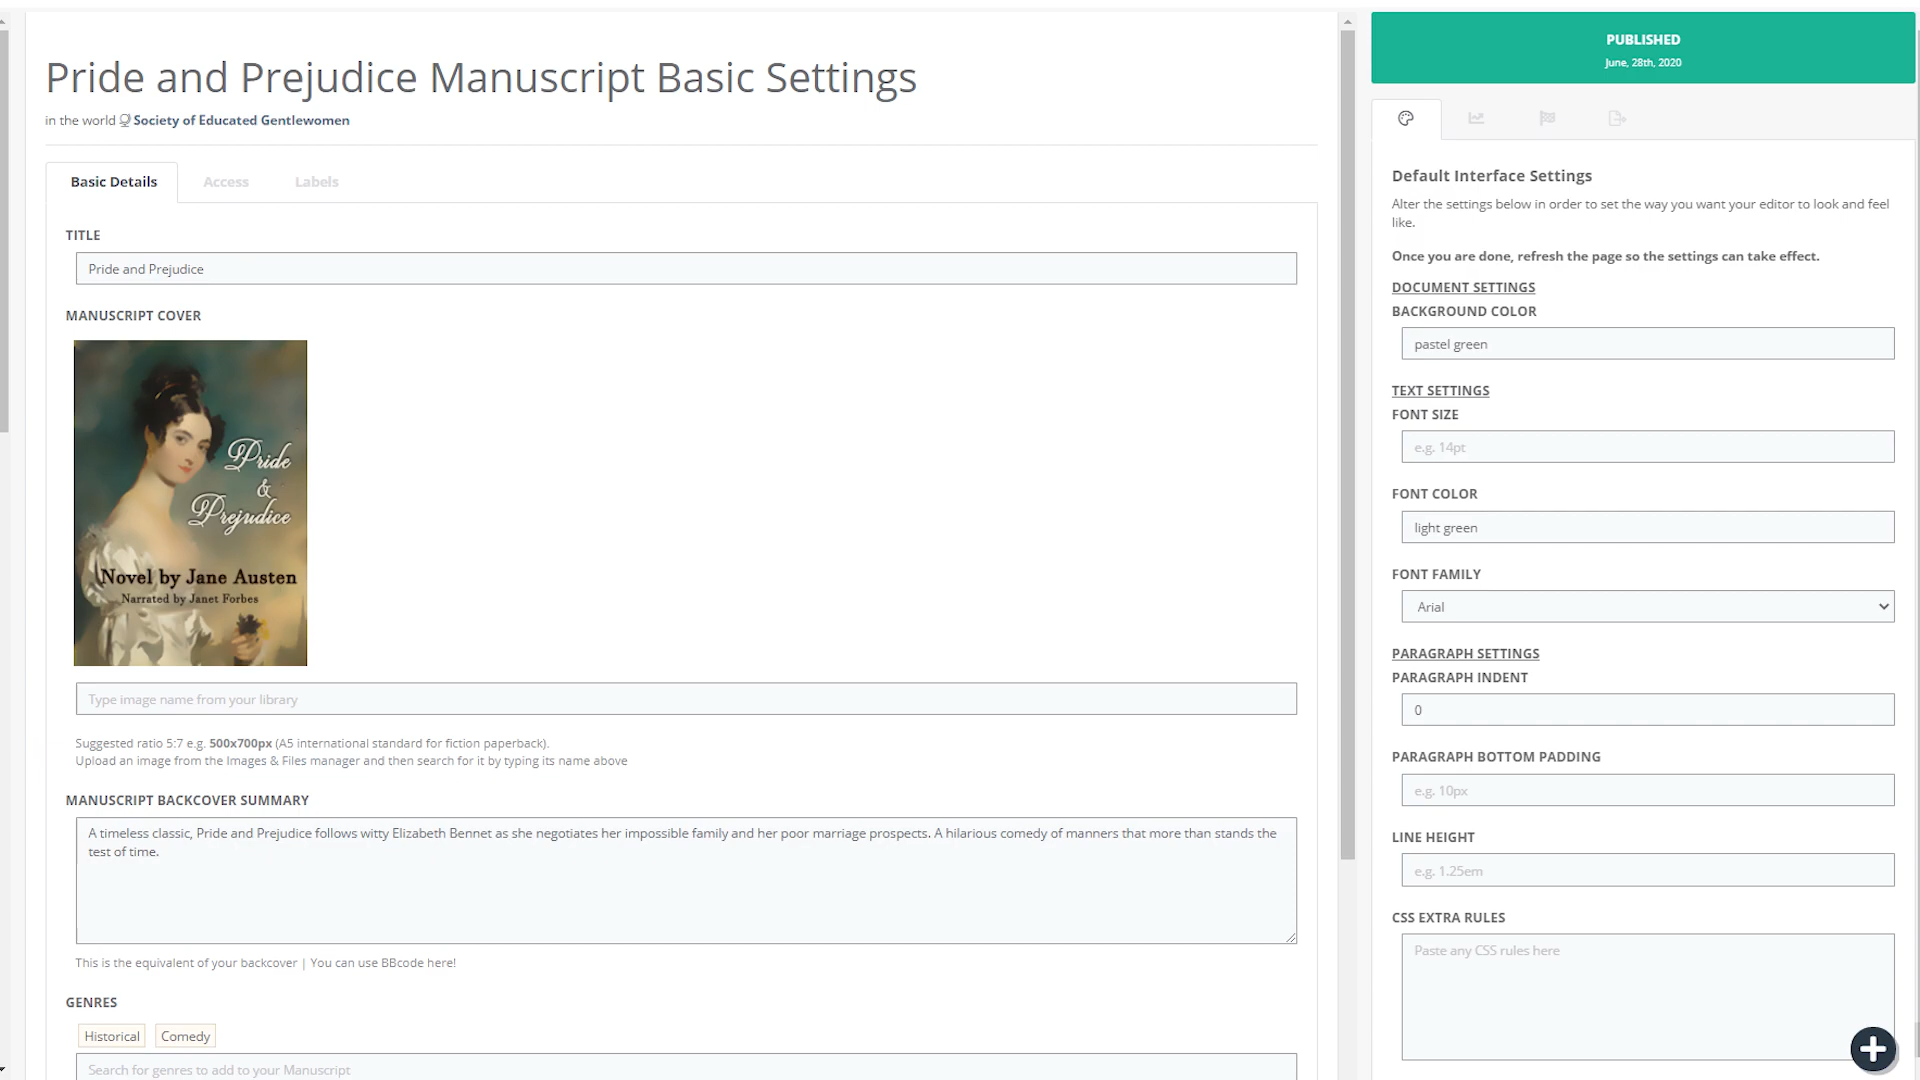 Pride and Prejudice Manuscript Basic Settings
in the world Society of Educated Gentlewomen
Basic Details
Access
Labels
TITLE
Pride and Prejudice
MANUSCRIPT COVER
Pride
&
Prejudice
Novel by Jane Austen
Narrated by Janet Forbes
Type image name from your library
Suggested ratio 5:7 e.g. 500x700px (A5 international standard for fiction paperback).
Upload an image from the Images & Files manager and then search for it by typing its name above
MANUSCRIPT BACKCOVER SUMMARY
A timeless classic, Pride and Prejudice follows witty Elizabeth Bennet as she negotiates her impossible family and her poor marriage prospects. A hilarious comedy of manners that more than stands the
test of time.
This is the equivalent of your backcover | You can use BBcode here!
GENRES
Historical
Comedy
Search for genres to add to your Manuscript
PUBLISHED
June, 28th, 2020
Default Interface Settings
Alter the settings below in order to set the way you want your editor to look and feel
like.
Once you are done, refresh the page so the settings can take effect.
DOCUMENT SETTINGS
BACKGROUND COLOR
pastel green
TEXT SETTINGS
FONT SIZE
e.g. 14pt
FONT COLOR
light green
FONT FAMILY
Arial
PARAGRAPH SETTINGS
PARAGRAPH INDENT
0
PARAGRAPH BOTTOM PADDING
e.g. 10px
LINE HEIGHT
e.g. 1.25em
CSS EXTRA RULES
Paste any CSS rules here